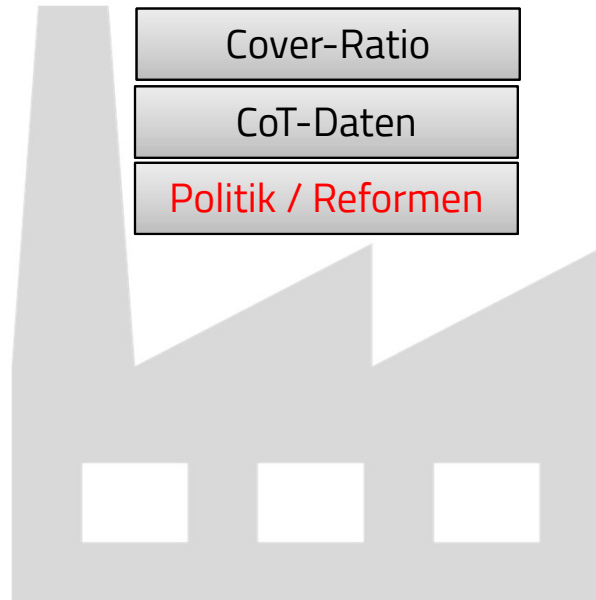 Cover-Ratio
CoT-Daten
Politik / Reformen